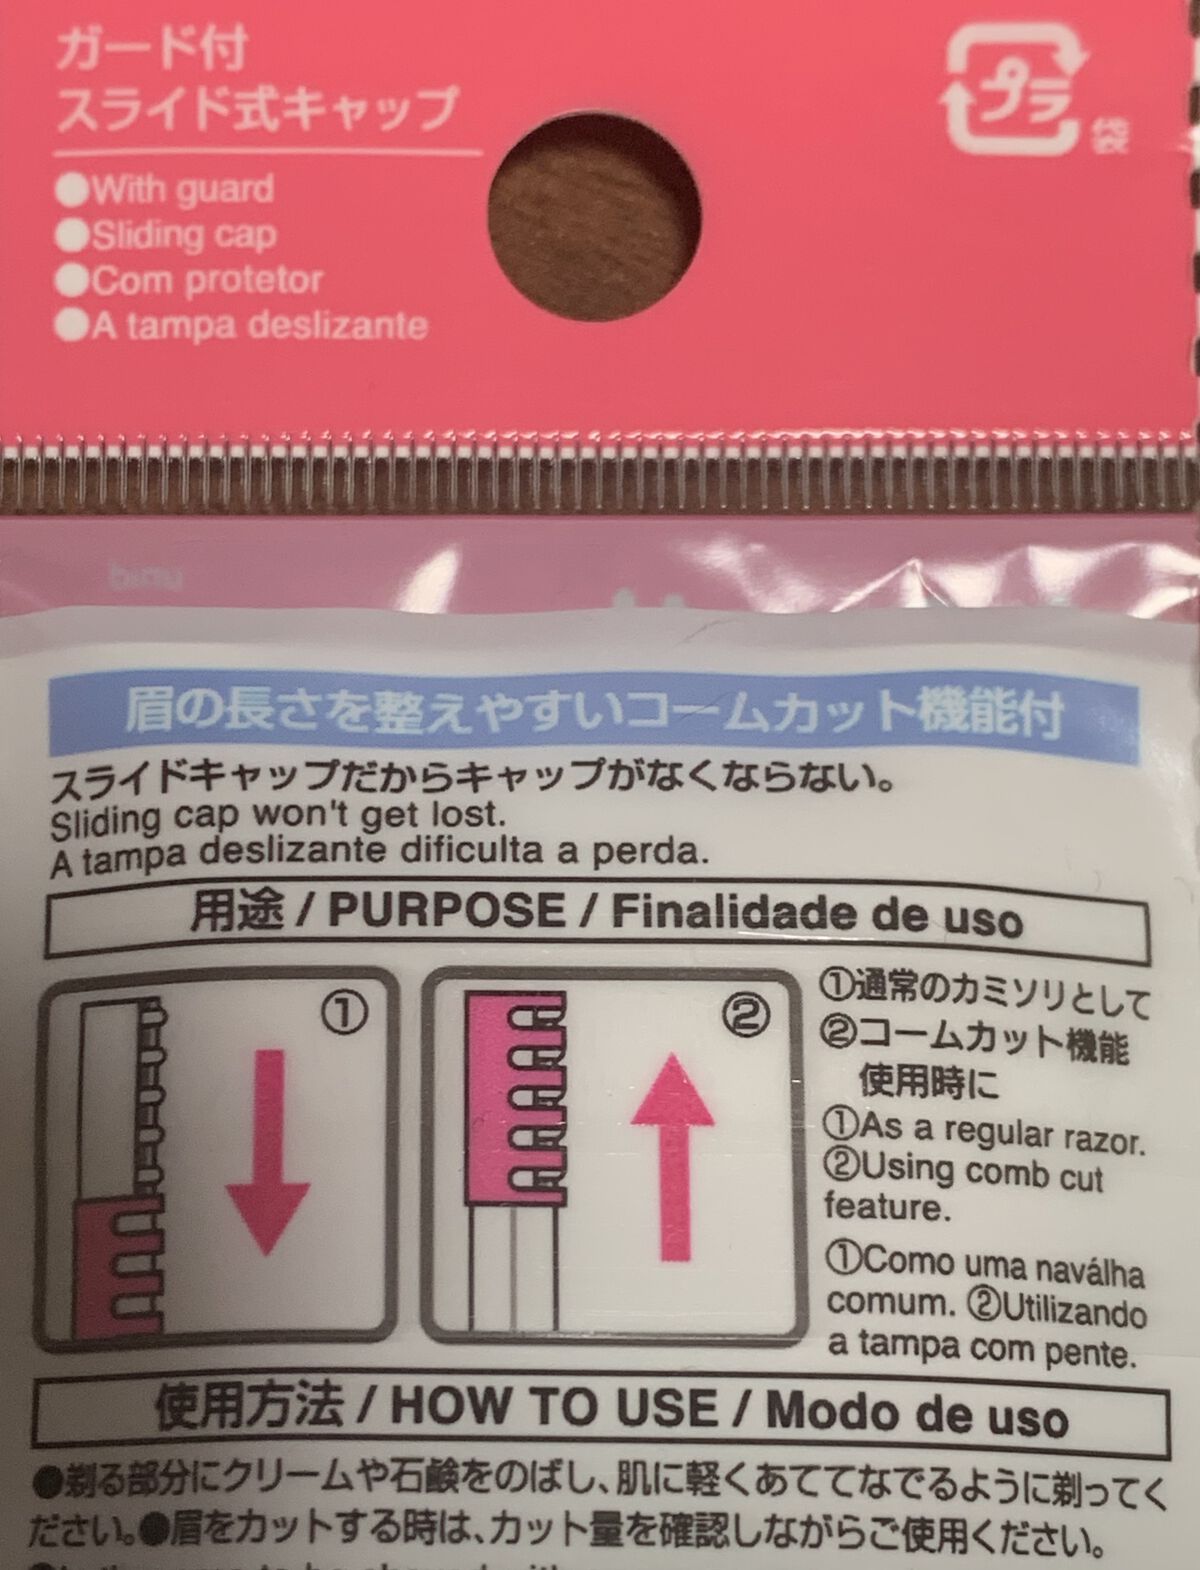 ガード付
スライド式キャップ
●With guard
●Sliding cap
●Com protetor
●A tampa deslizante
プラ
袋
眉の長さを整えやすいコームカット機能付
スライドキャップだからキャップがなくならない。
Sliding cap won't get lost.
A tampa deslizante dificulta a perda.
用途 / PURPOSE / Finalidade de uso
①
②
①通常のカミソリとして
②コームカット機能
使用時に
①As a regular razor.
②Using comb cut
feature.
①Como uma naválha
comum. ②Utilizando
a tampa com pente.
使用方法 / HOW TO USE / Modo de uso
●剃る部分にクリームや石鹸をのばし、肌に軽くあててなでるように剃ってく
ださい。●眉をカットする時は、カット量を確認しながらご使用ください。